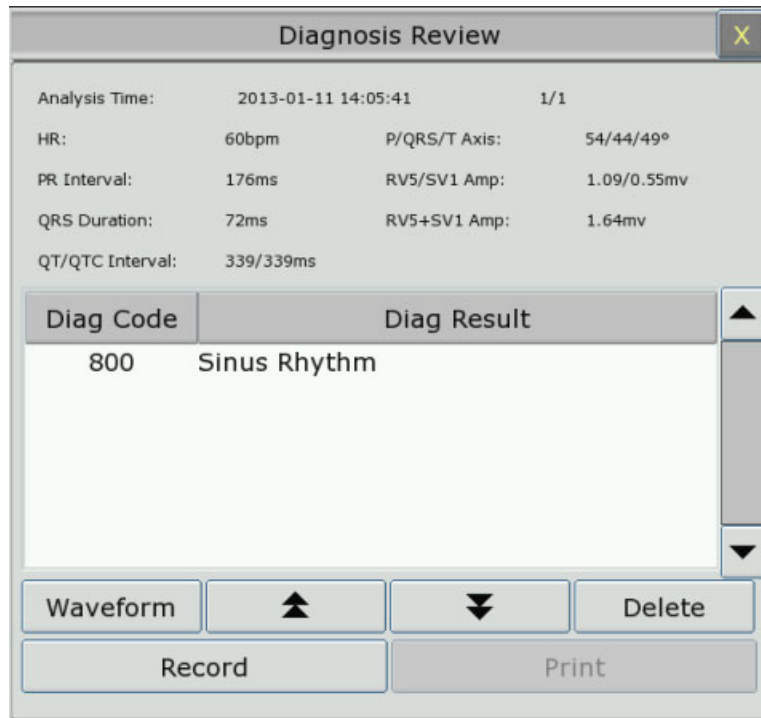 Diagnosis Review X
Analysis Time: 2013-01-11 14:05:41 1/1
HR: 60bpm P/QRS/T Axis: 54/44/49º
PR Interval: 176ms RV5/SV1 Amp: 1.09/0.55mv
QRS Duration: 72ms RV5+SV1 Amp: 1.64mv
QT/QTC Interval: 339/339ms
Diag Code Diag Result
800 Sinus Rhythm
Waveform Delete
Record Print